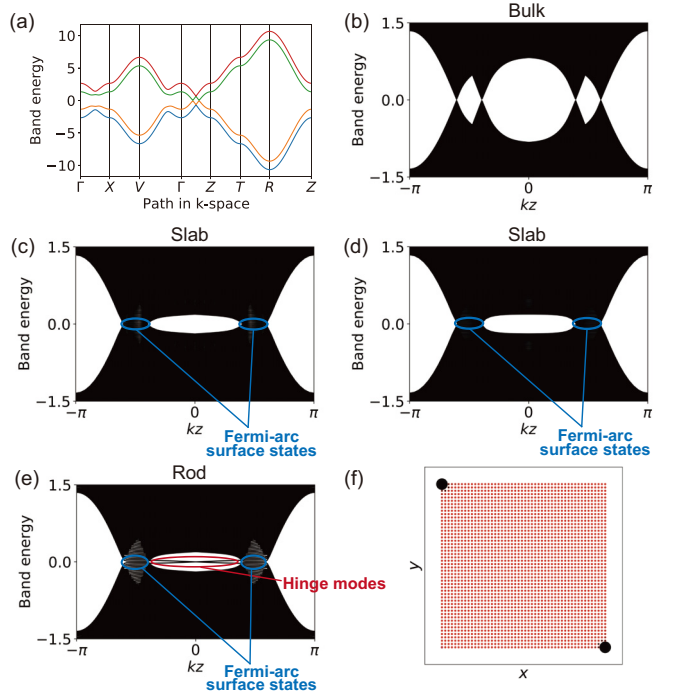 (a)
Band energy
10
5
0
−5
−10
Γ X V Γ Z T R Z
Path in k-space
(b) Bulk
Band energy
1.5
0.0
−1.5
−π 0 π
kz
(c) Slab
Band energy
1.5
0.0
−1.5
−π 0 π
kz
Fermi-arc
surface states
(d) Slab
Band energy
1.5
0.0
−1.5
−π 0 π
kz
Fermi-arc
surface states
(e) Rod
Band energy
1.5
0.0
−1.5
Hinge modes
−π 0 π
kz
Fermi-arc
surface states
(f)
y
x